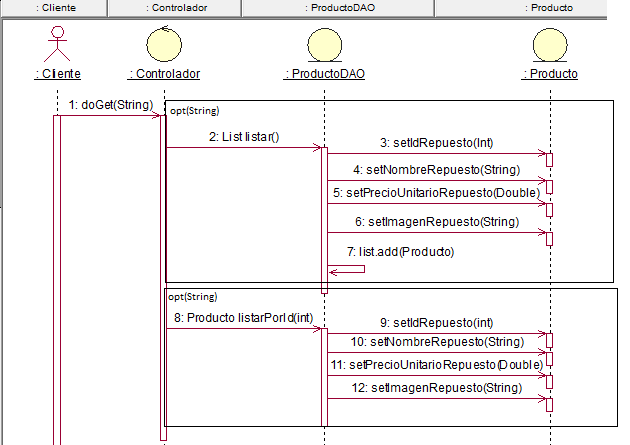 : Cliente
: Controlador
: ProductoDAO
: Producto
: Cliente
: Controlador
: ProductoDAO
: Producto
1: doGet(String)
opt(String)
2: List listar()
3: setIdRepuesto(Int)
4: setNombreRepuesto(String)
5: setPrecioUnitarioRepuesto(Double)
6: setImagenRepuesto(String)
7: list.add(Producto)
opt(String)
8: Producto listarPorId(int)
9: setIdRepuesto(int)
10: setNombreRepuesto(String)
11: setPrecioUnitarioRepuesto(Double)
12: setImagenRepuesto(String)